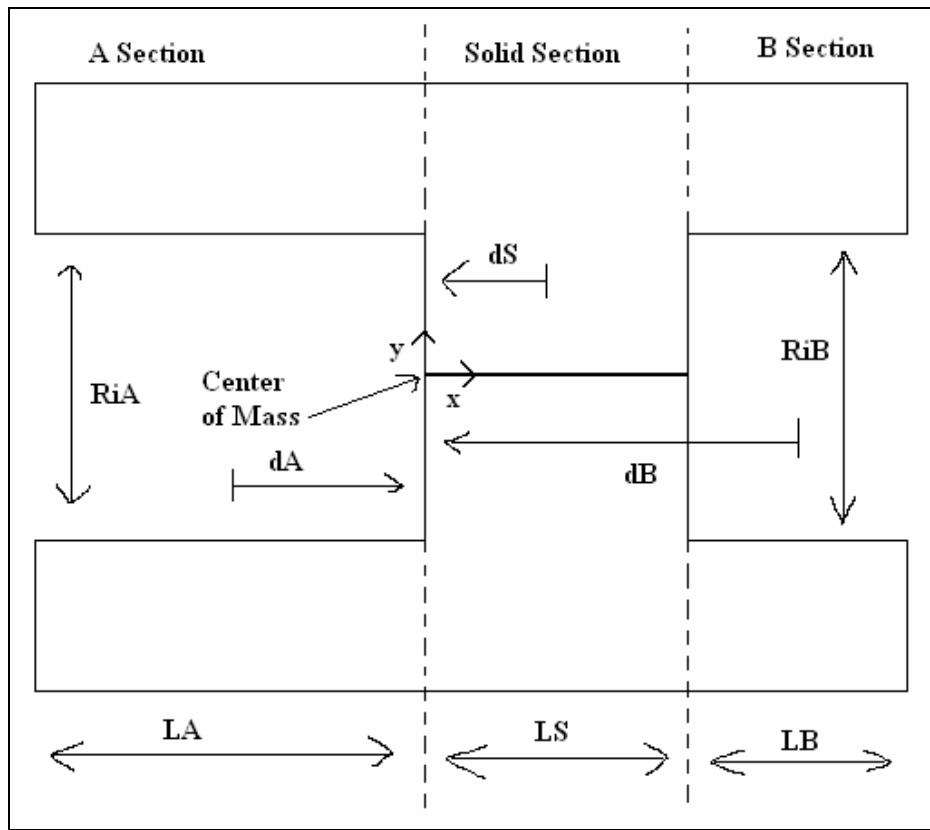 A Section
Solid Section
B Section
dS
y
x
Center
of Mass
RiA
RiB
dA
dB
LA
LS
LB